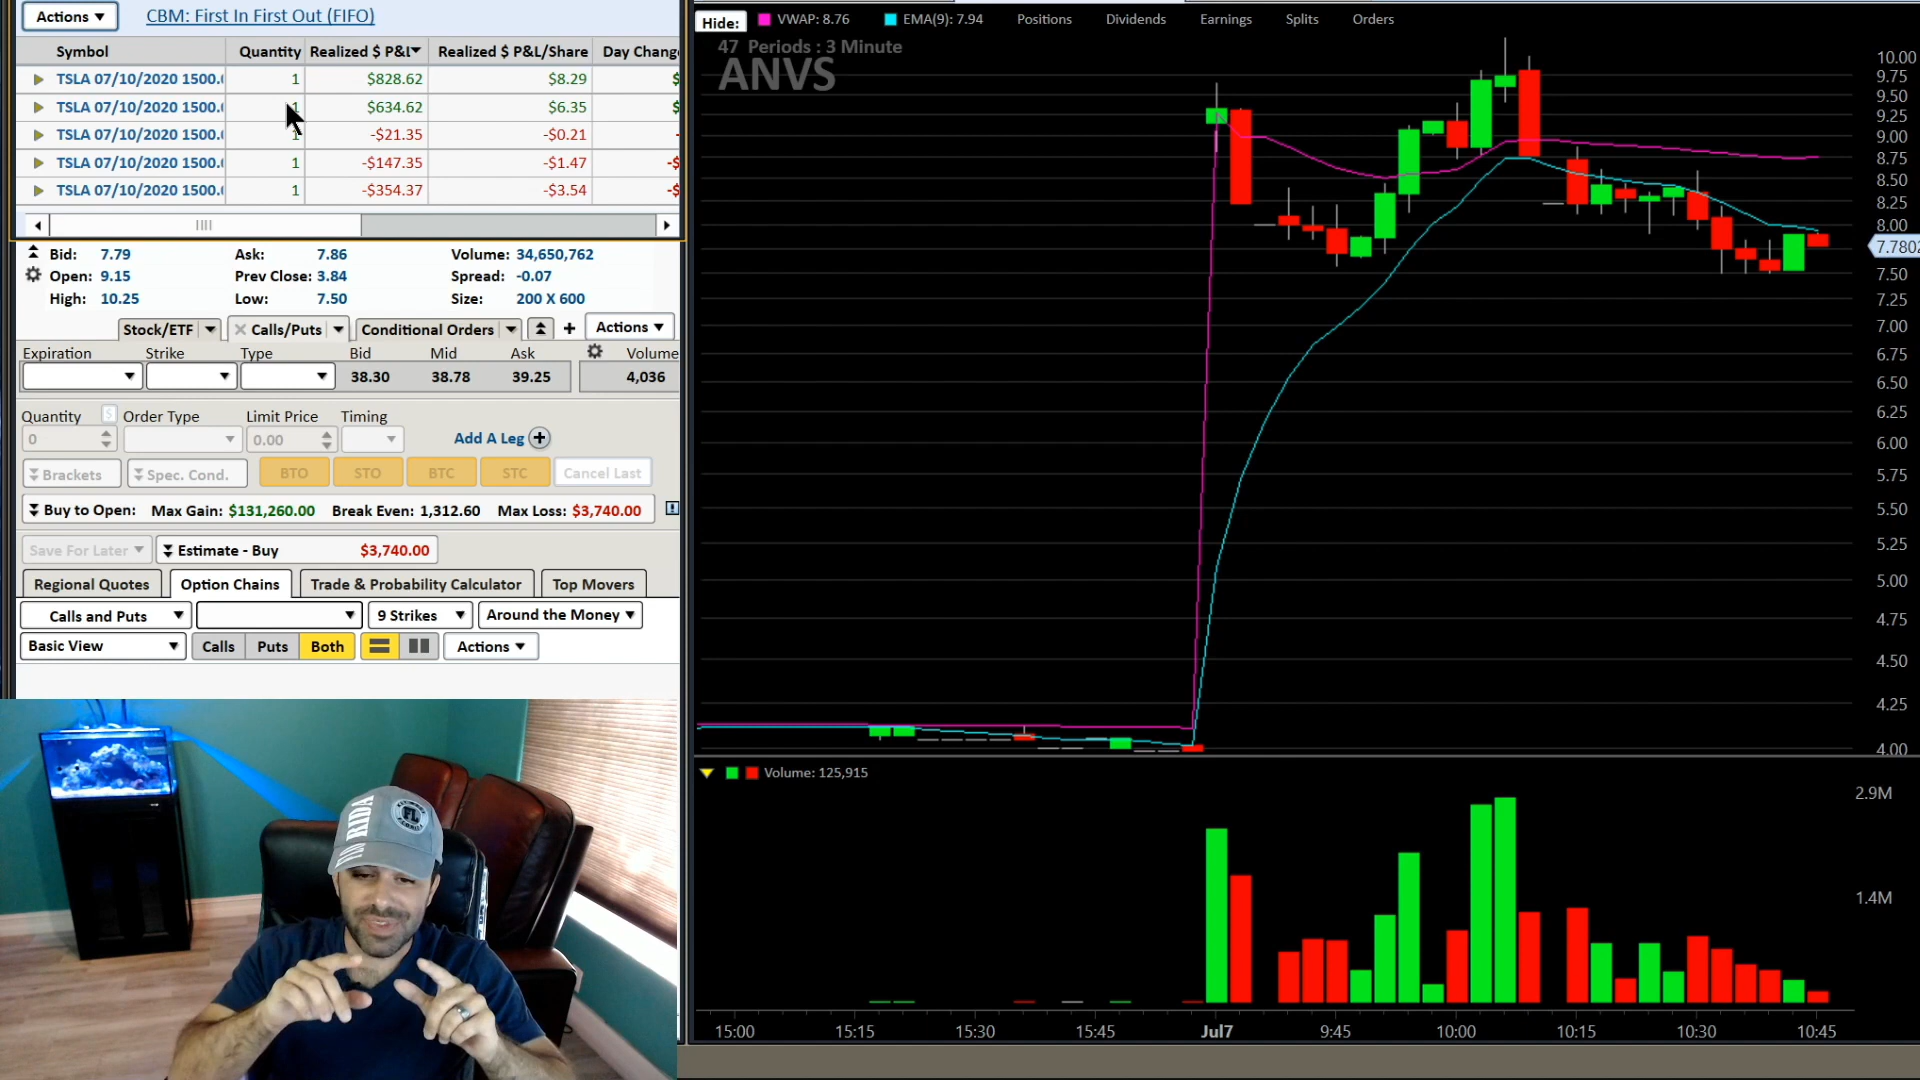 Actions ▼ CBM: First In First Out (FIFO)
Symbol Quantity Realized $ P&L▼ Realized $ P&L/Share Day Change
TSLA 07/10/2020 1500.0 1 $828.62 $8.29 $
TSLA 07/10/2020 1500.0 1 $634.62 $6.35 $
TSLA 07/10/2020 1500.0 1 -$21.35 -$0.21 -
TSLA 07/10/2020 1500.0 1 -$147.35 -$1.47 -$
TSLA 07/10/2020 1500.0 1 -$354.37 -$3.54 -$
Bid: 7.79 Ask: 7.86 Volume: 34,650,762
Open: 9.15 Prev Close: 3.84 Spread: -0.07
High: 10.25 Low: 7.50 Size: 200 X 600
Stock/ETF Calls/Puts Conditional Orders + Actions
Expiration Strike Type Bid Mid Ask Volume
38.30 38.78 39.25 4,036
Quantity $ Order Type Limit Price Timing
0 0.00 Add A Leg +
Brackets Spec. Cond. BTO STO BTC STC Cancel Last
Buy to Open: Max Gain: $131,260.00 Break Even: 1,312.60 Max Loss: $3,740.00
Save For Later Estimate - Buy $3,740.00
Regional Quotes Option Chains Trade & Probability Calculator Top Movers
Calls and Puts 9 Strikes Around the Money
Basic View Calls Puts Both Actions
FL
Hide: VWAP: 8.76 EMA(9): 7.94 Positions Dividends Earnings Splits Orders
47 Periods : 3 Minute
ANVS
10.00
9.75
9.50
9.25
9.00
8.75
8.50
8.25
8.00
7.7802
7.50
7.25
7.00
6.75
6.50
6.25
6.00
5.75
5.50
5.25
5.00
4.75
4.50
4.25
4.00
Volume: 125,915
2.9M
1.4M
15:00 15:15 15:30 15:45 Jul7 9:45 10:00 10:15 10:30 10:45